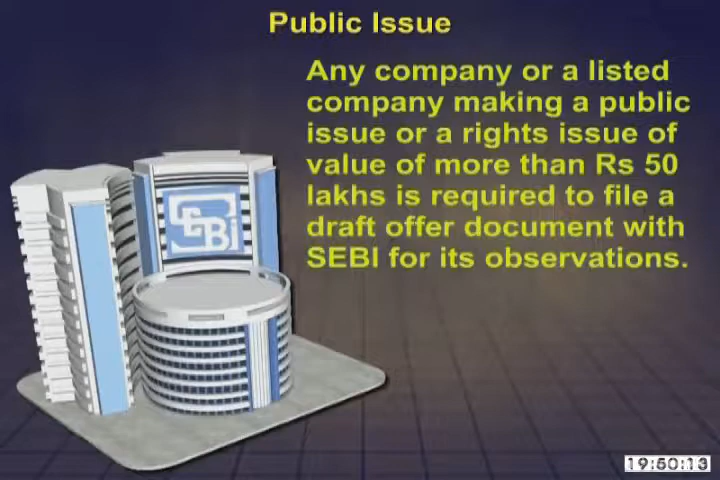 Public Issue
Any company or a listed
company making a public
issue or a rights issue of
value of more than Rs 50
lakhs is required to file a
draft offer document with
SEBI for its observations.
SEBI
19:50:13